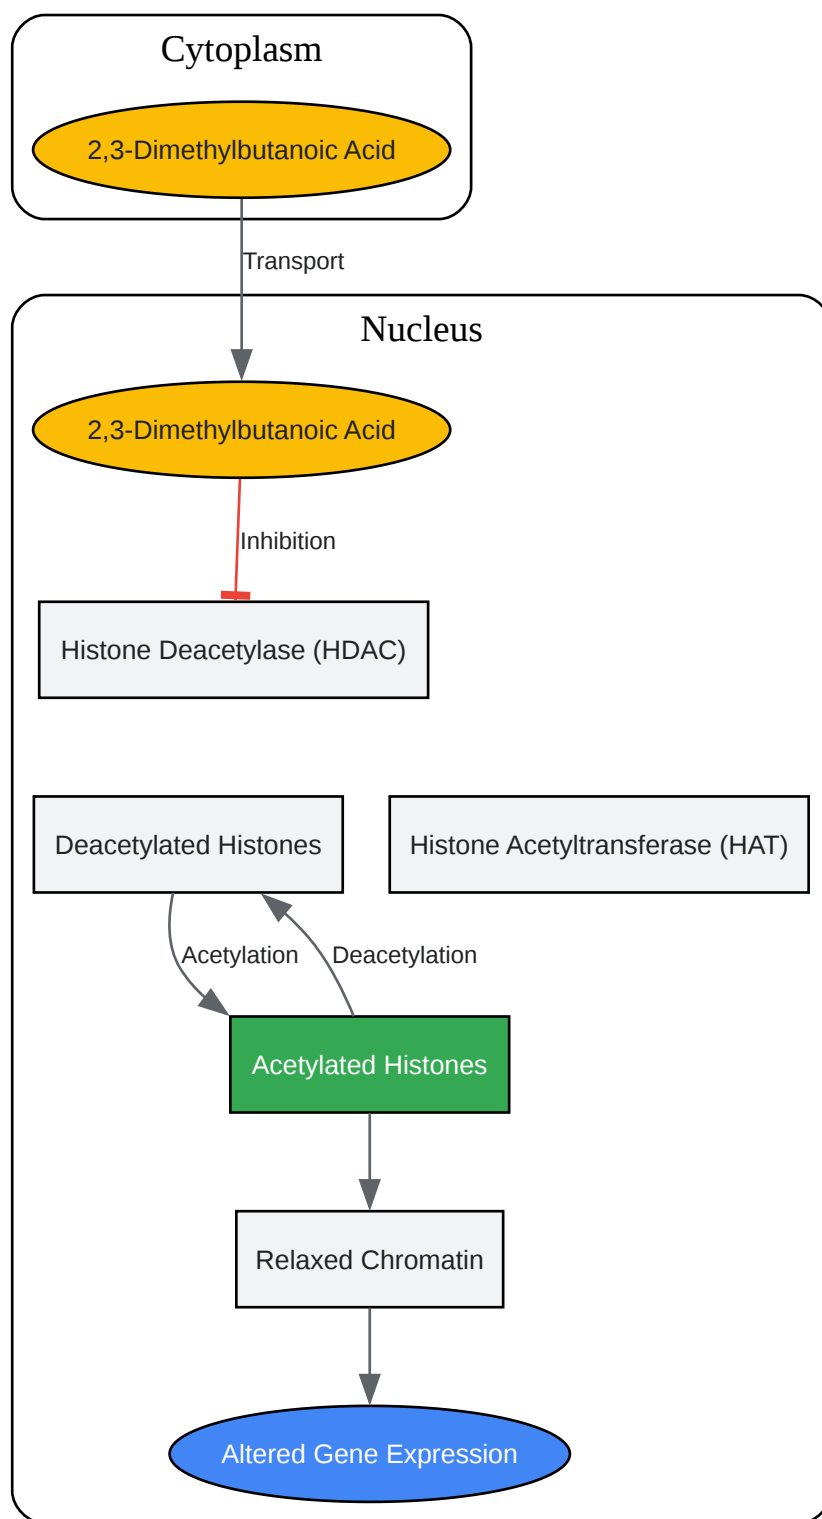 Cytoplasm
2,3-Dimethylbutanoic Acid
Transport
Nucleus
2,3-Dimethylbutanoic Acid
Inhibition
Histone Deacetylase (HDAC)
Deacetylated Histones
Histone Acetyltransferase (HAT)
Acetylation
Deacetylation
Acetylated Histones
Relaxed Chromatin
Altered Gene Expression